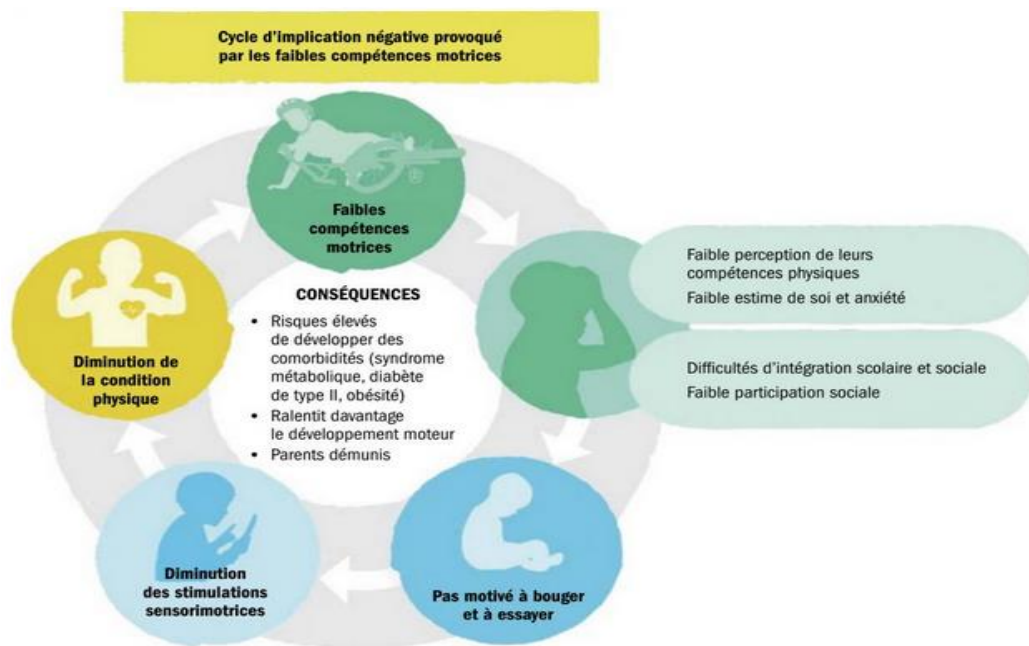 Cycle d'implication négative provoqué
par les faibles compétences motrices
Faibles
compétences
motrices
Faible perception de leurs
compétences physiques
Faible estime de soi et anxiété
Difficultés d'intégration scolaire et sociale
Faible participation sociale
Pas motivé à bouger
et à essayer
Diminution
des stimulations
sensorimotrices
Diminution de
la condition
physique
CONSÉQUENCES
• Risques élevés
de développer des
comorbidités (syndrome
métabolique, diabète
de type II, obésité)
• Ralentit davantage
le développement moteur
• Parents démunis